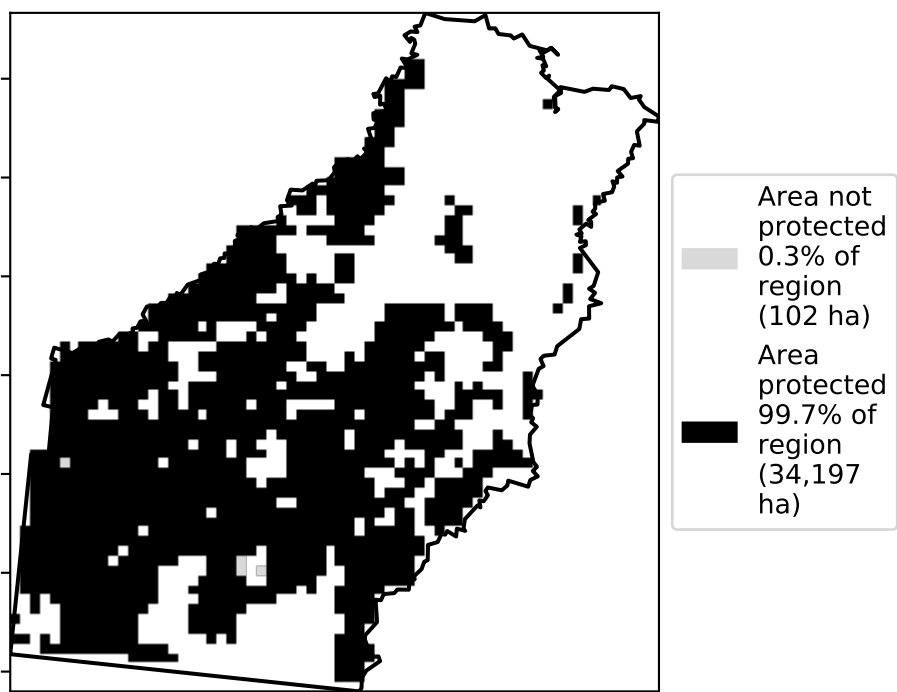 Area not
protected
0.3% of
region
(102 ha)
Area
protected
99.7% of
region
(34,197
ha)